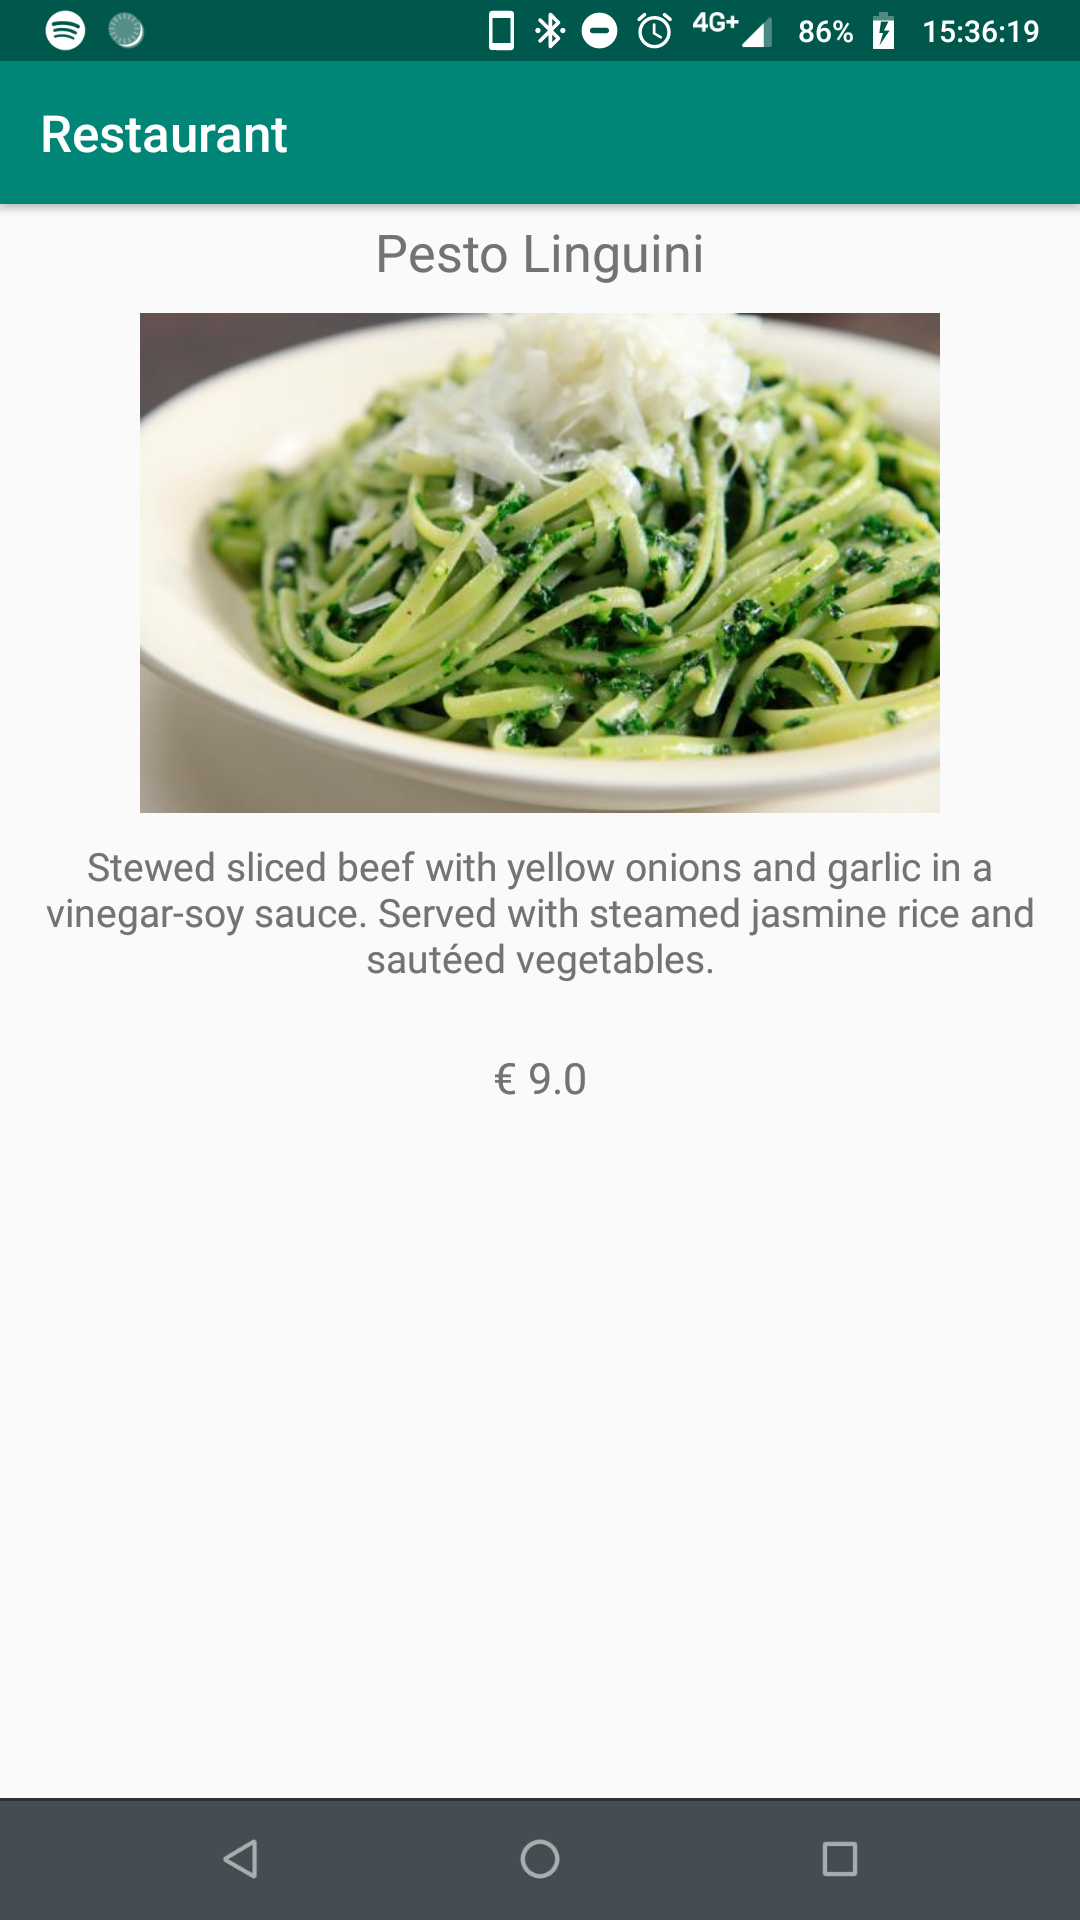 4G+ 86% 15:36:19
Restaurant
Pesto Linguini
Stewed sliced beef with yellow onions and garlic in a
vinegar-soy sauce. Served with steamed jasmine rice and
sautéed vegetables.
€ 9.0